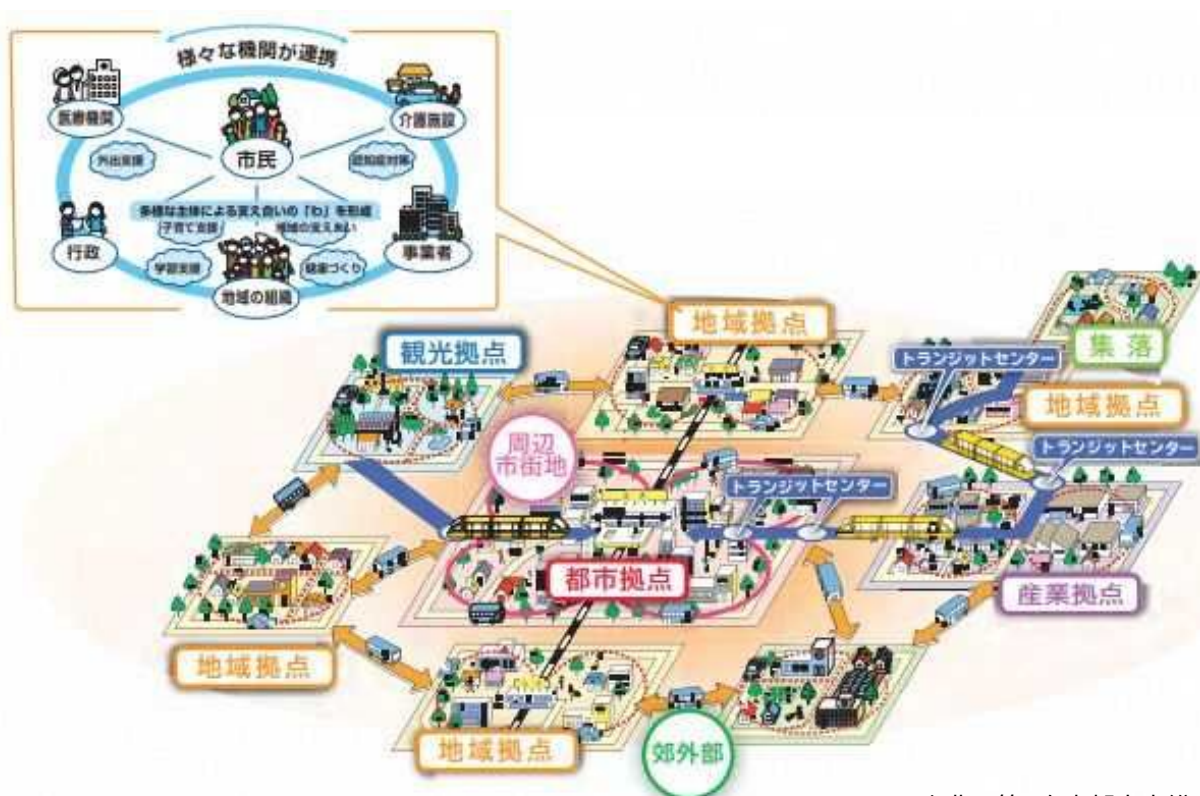 様々な機関が連携
医療機関
介護施設
市民
外出支援
認知症対策
多様な主体による支え合いの「わ」を形成
子育て支援
地域の支えあい
行政
事業者
学習支援
健康づくり
地域の組織
地域拠点
観光拠点
集落
トランジットセンター
地域拠点
周辺
市街地
トランジットセンター
トランジットセンター
都市拠点
産業拠点
地域拠点
地域拠点
郊外部